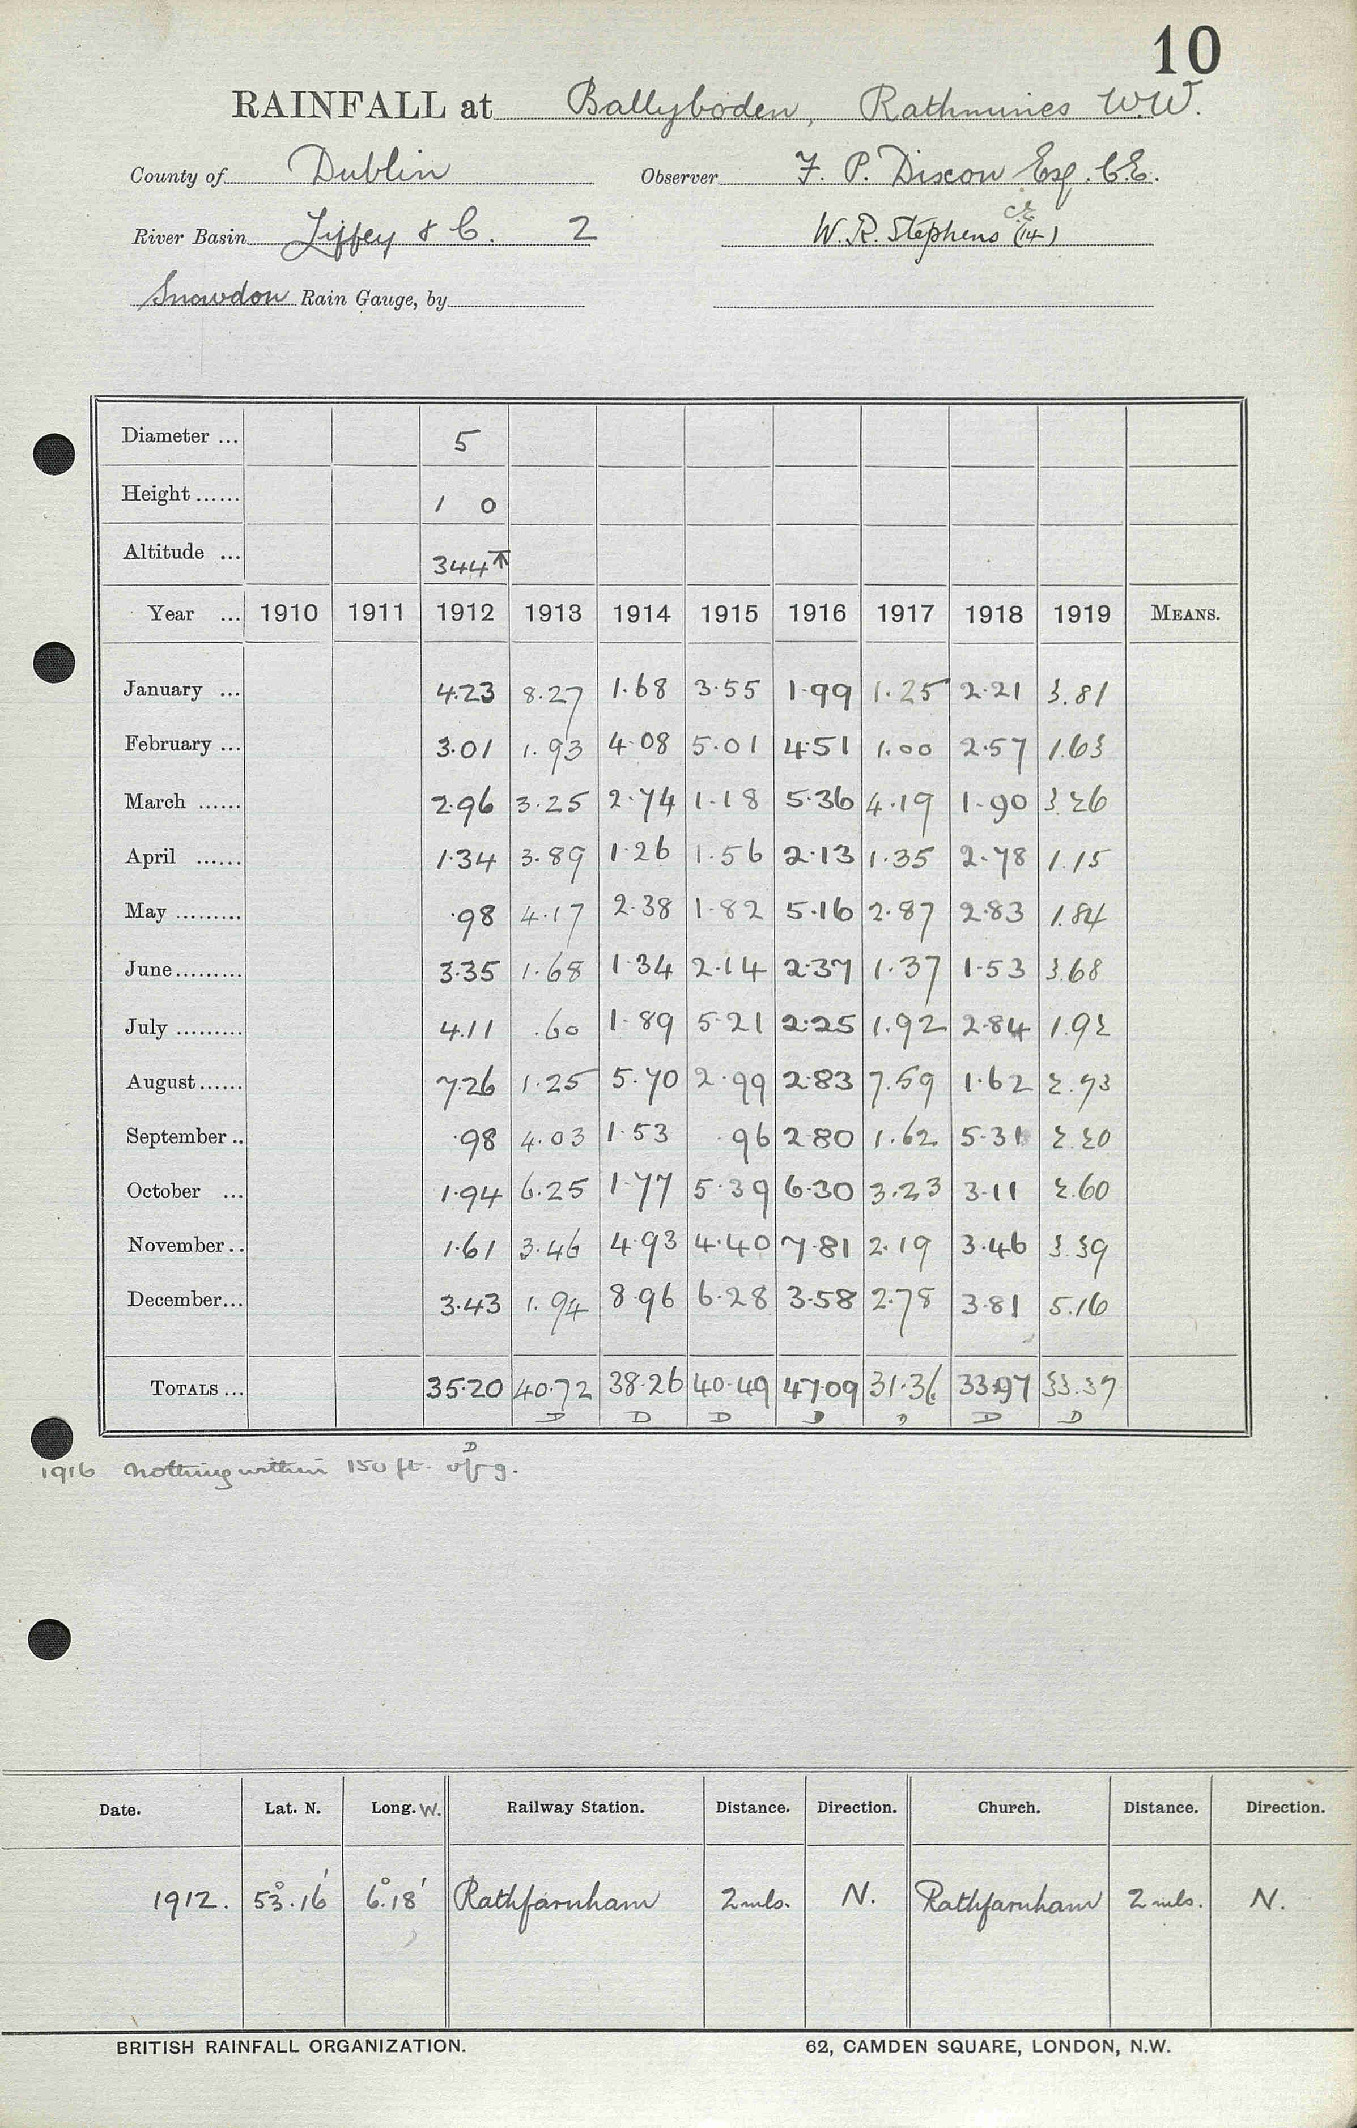 10
RAINFALL at Ballyboden, Rathmines W.W.
County of Dublin Observer F. P. Dixon Esq. C.E.
River Basin Liffey & C. 2 W. R. Stephens C.E. (14)
Snowdon Rain Gauge, by
Diameter ... 5
Height ...... 1 0
Altitude ... 344 ⊼
Year ... 1910 1911 1912 1913 1914 1915 1916 1917 1918 1919 MEANS.
January ... 4.23 8.27 1.68 3.55 1.99 1.25 2.21 3.81
February ... 3.01 1.93 4.08 5.01 4.51 1.00 2.57 1.63
March ...... 2.96 3.25 2.74 1.18 5.36 4.19 1.90 3.26
April ...... 1.34 3.89 1.26 1.56 2.13 1.35 2.78 1.15
May ......... .98 4.17 2.38 1.82 5.16 2.87 2.83 1.84
June......... 3.35 1.68 1.34 2.14 2.37 1.37 1.53 3.68
July ......... 4.11 .60 1.89 5.21 2.25 1.92 2.84 1.92
August...... 7.26 1.25 5.70 2.99 2.83 7.59 1.62 2.73
September .. .98 4.03 1.53 .96 2.80 1.62 5.31 2.20
October ... 1.94 6.25 1.77 5.39 6.30 3.23 3.11 2.60
November .. 1.61 3.46 4.93 4.40 7.81 2.19 3.46 3.39
December... 3.43 1.94 8.96 6.28 3.58 2.78 3.81 5.16
TOTALS ... 35.20 40.72 38.26 40.49 47.09 31.36 33.97 33.37
D D D D D D D
1916 nothing within 150 ft. of g.
Date. Lat. N. Long. W. Railway Station. Distance. Direction. Church. Distance. Direction.
1912. 53°.16' 6°.18' Rathfarnham 2 mls. N. Rathfarnham 2 mls. N.
BRITISH RAINFALL ORGANIZATION. 62, CAMDEN SQUARE, LONDON, N.W.